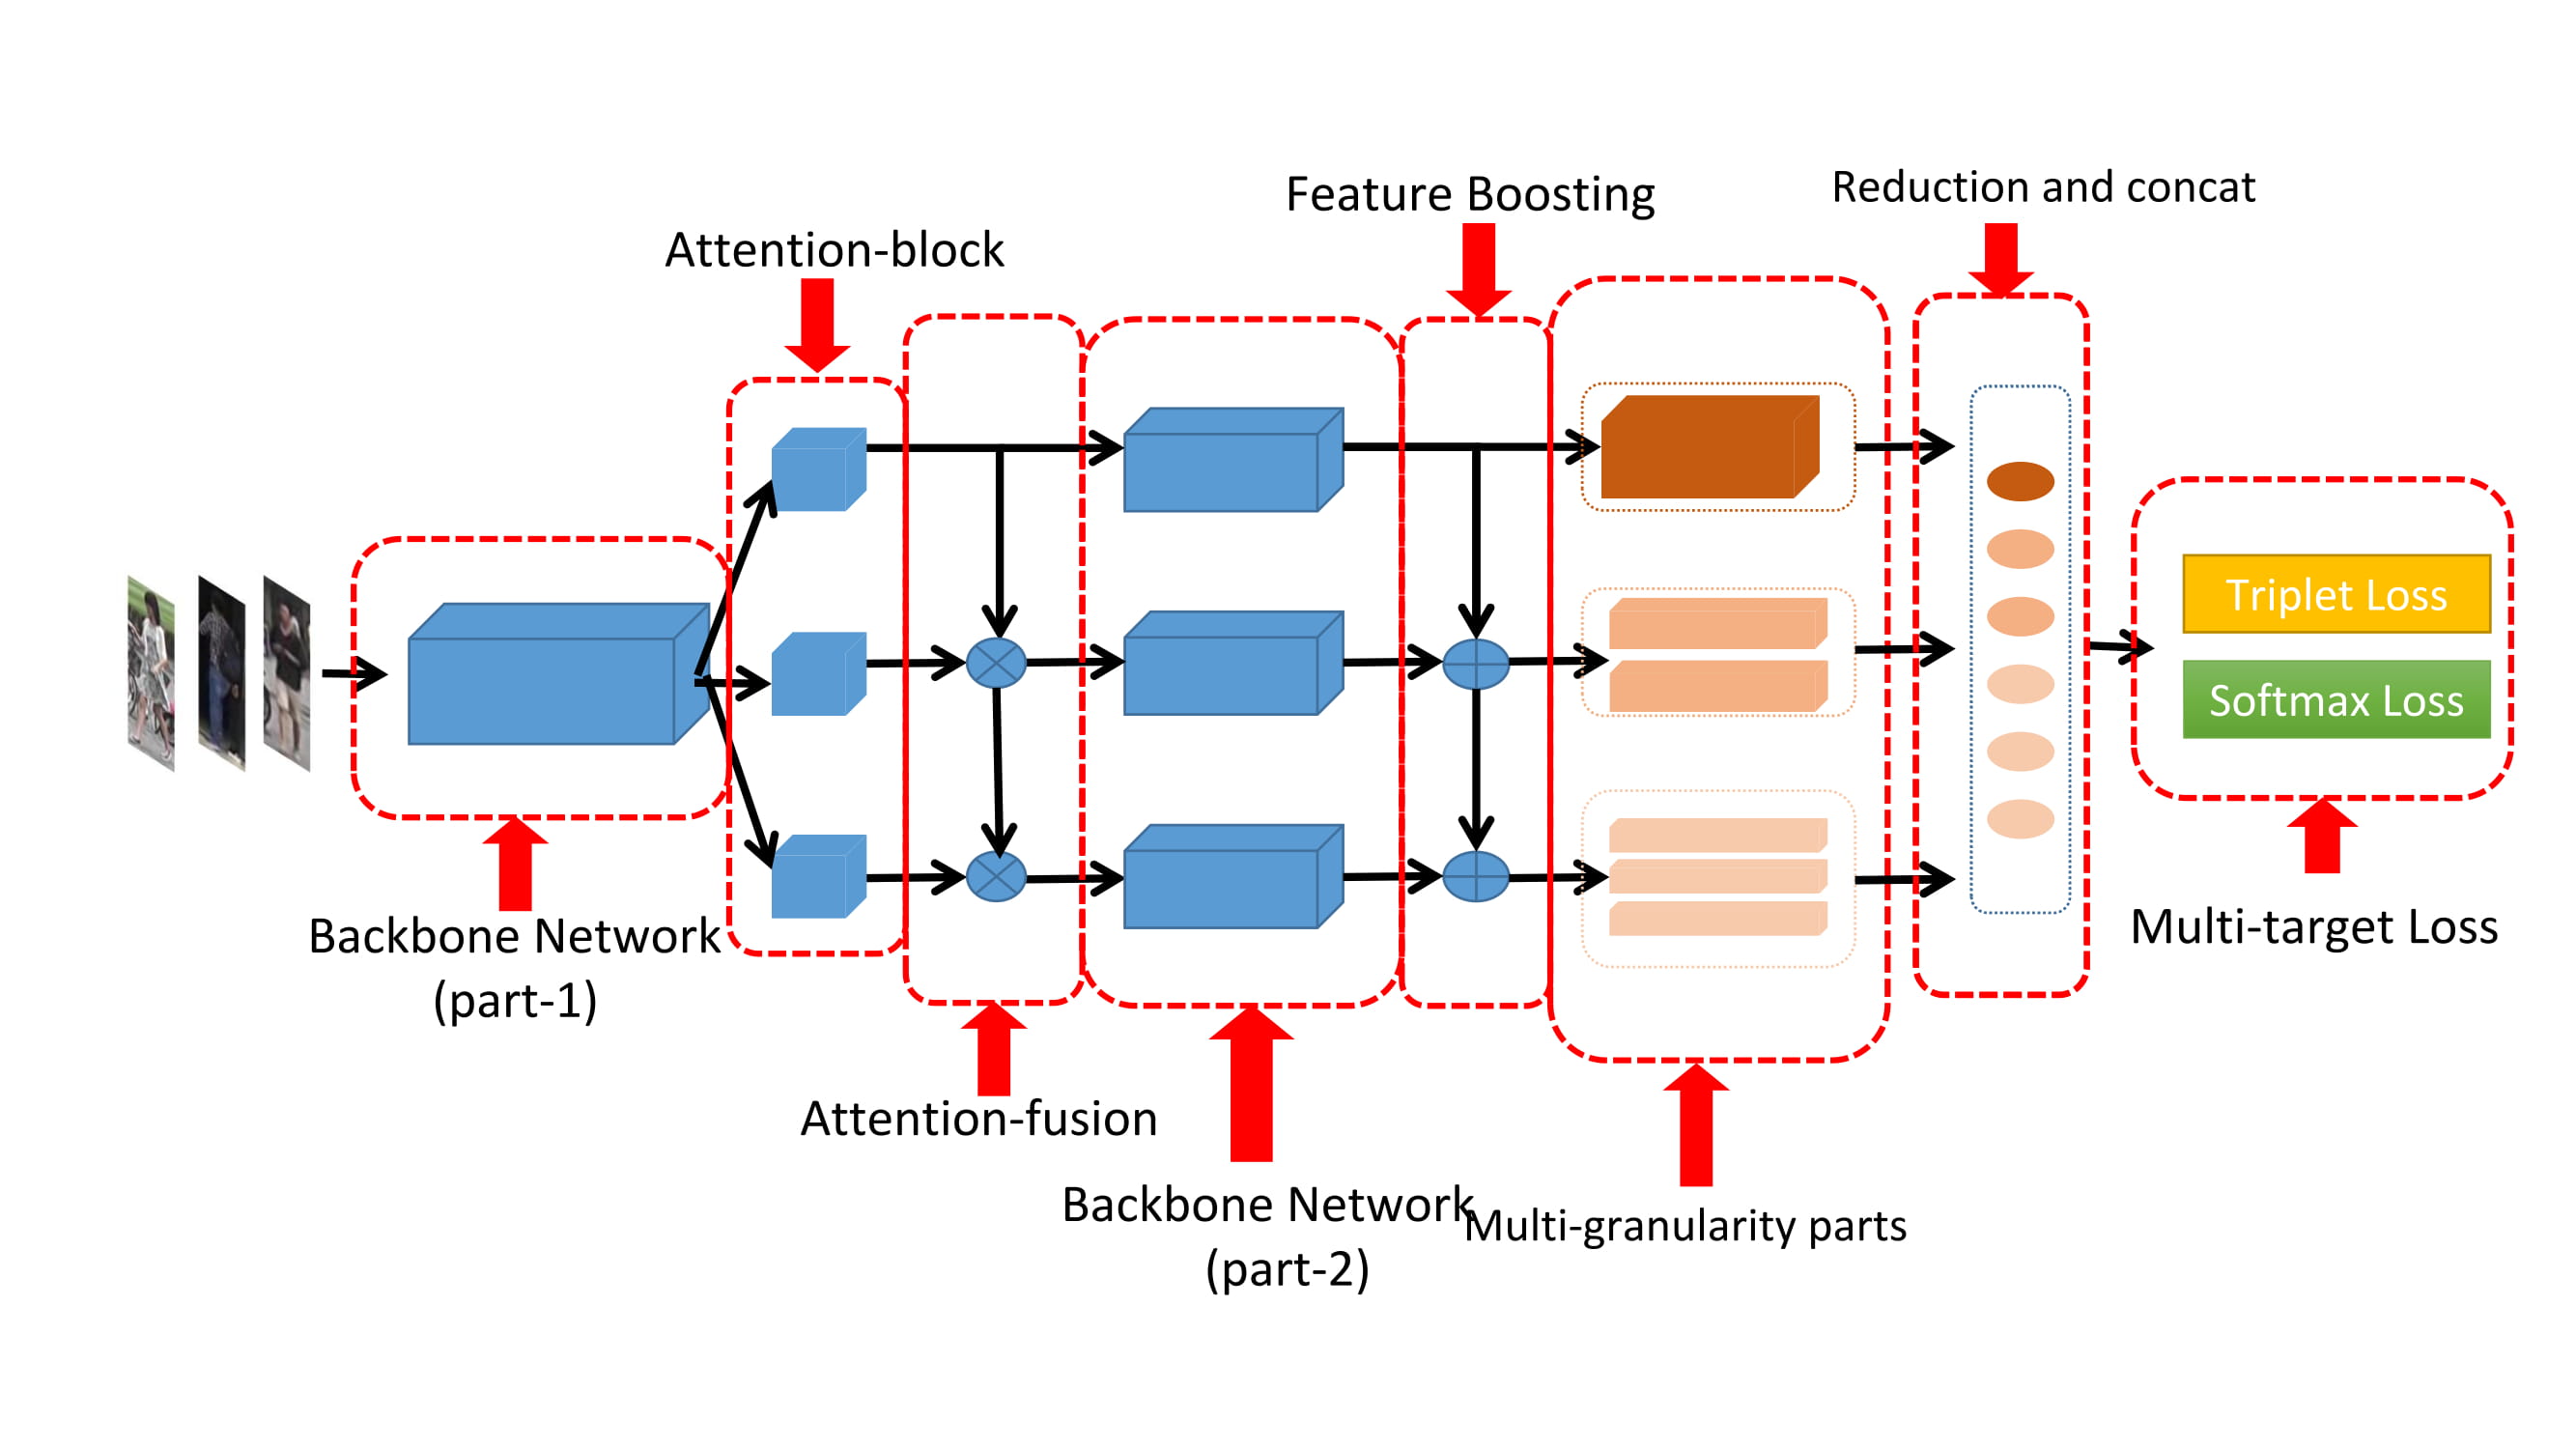 Feature Boosting
Reduction and concat
Attention-block
Triplet Loss
Softmax Loss
Backbone Network
(part-1)
Multi-target Loss
Attention-fusion
Backbone Network
(part-2)
Multi-granularity parts